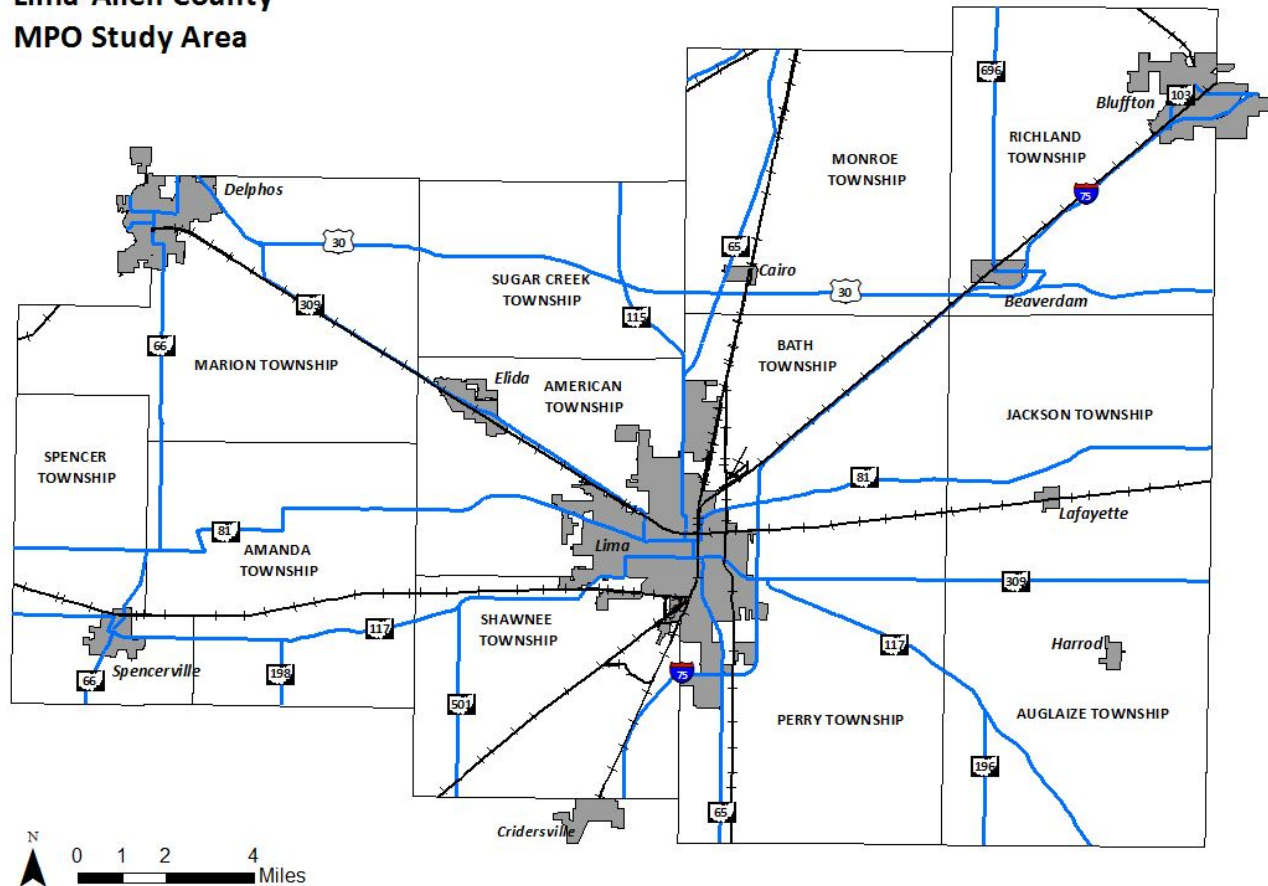 Lima-Allen County
MPO Study Area
696
103
Bluffton
RICHLAND
TOWNSHIP
MONROE
TOWNSHIP
75
Delphos
30
65
Cairo
SUGAR CREEK
TOWNSHIP
30
Beaverdam
309
115
66
BATH
TOWNSHIP
MARION TOWNSHIP
Elida
AMERICAN
TOWNSHIP
JACKSON TOWNSHIP
SPENCER
TOWNSHIP
81
Lafayette
81
Lima
AMANDA
TOWNSHIP
309
SHAWNEE
TOWNSHIP
117
117
Harrod
Spencerville
66
198
75
501
PERRY TOWNSHIP
AUGLAIZE TOWNSHIP
196
65
Cridersville
N
0 1 2 4
Miles